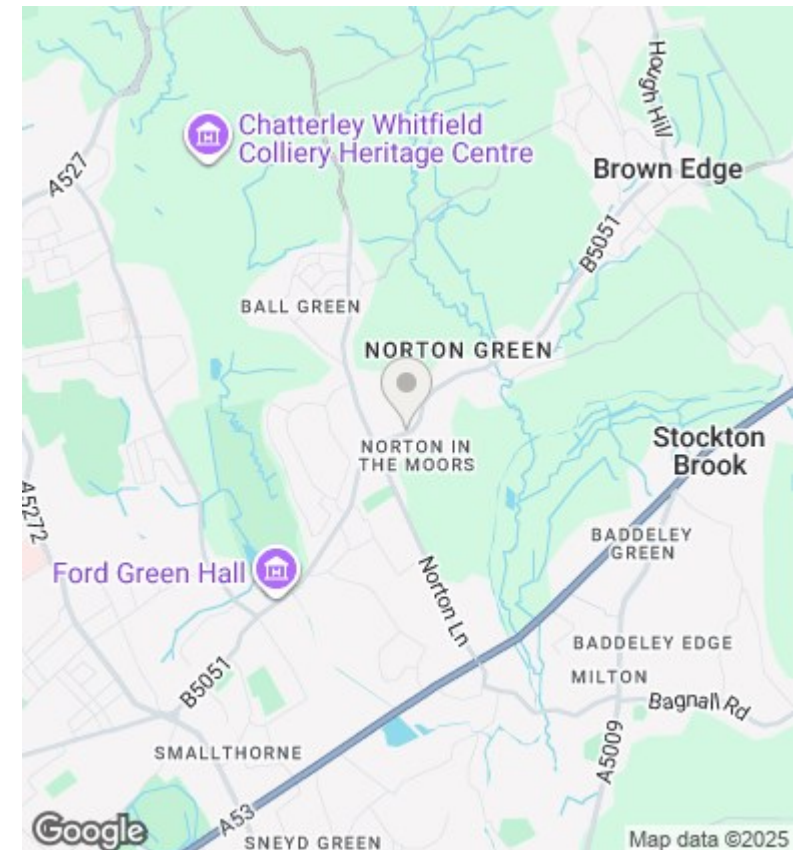 Hough Hill
Chatterley Whitfield
Colliery Heritage Centre
A527
Brown Edge
B5051
BALL GREEN
NORTON GREEN
NORTON IN
THE MOORS
Stockton
Brook
A5272
BADDELEY
GREEN
Ford Green Hall
Norton Ln
BADDELEY EDGE
MILTON
B5051
Bagnall Rd
A5009
SMALLTHORNE
A53
SNEYD GREEN
Google
Map data ©2025